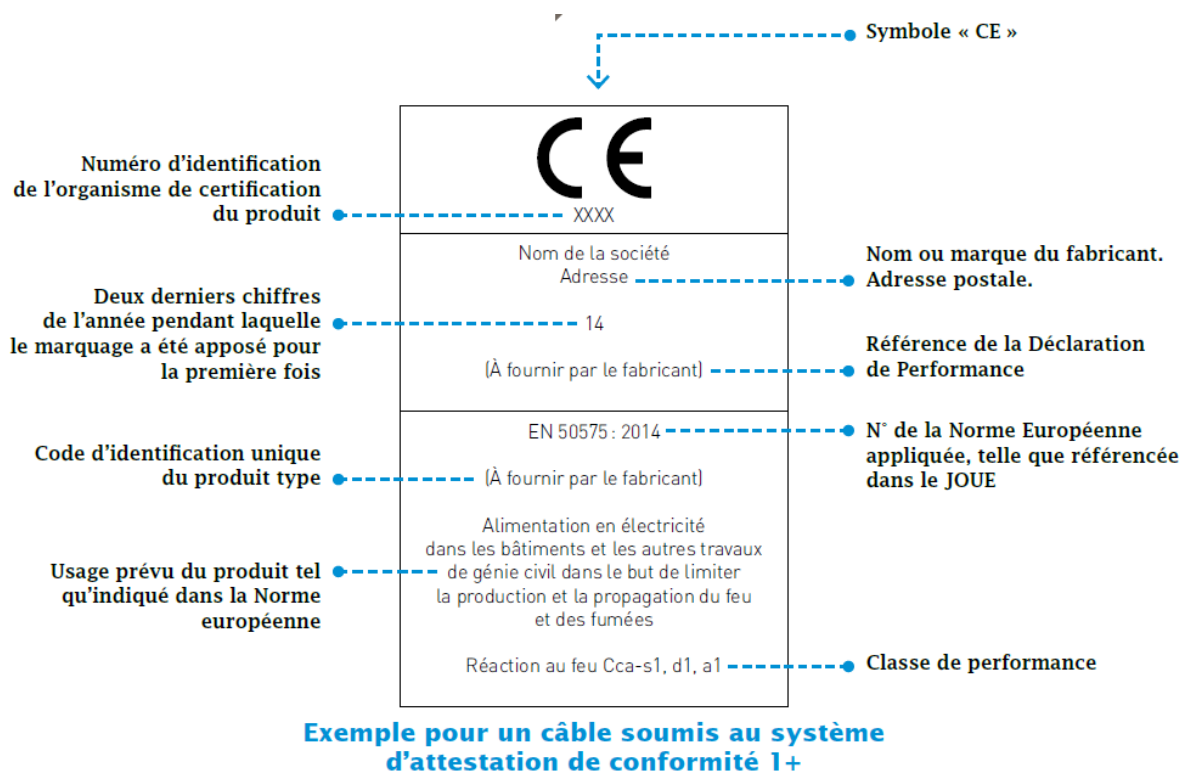 Symbole « CE »
CE
Numéro d’identification
de l’organisme de certification
du produit
XXXX
Nom de la société
Adresse
Nom ou marque du fabricant.
Adresse postale.
Deux derniers chiffres
de l’année pendant laquelle
le marquage a été apposé pour
la première fois
14
(À fournir par le fabricant)
Référence de la Déclaration
de Performance
EN 50575 : 2014
N° de la Norme Européenne
appliquée, telle que référencée
dans le JOUE
Code d’identification unique
du produit type
(À fournir par le fabricant)
Alimentation en électricité
dans les bâtiments et les autres travaux
de génie civil dans le but de limiter
la production et la propagation du feu
et des fumées
Usage prévu du produit tel
qu’indiqué dans la Norme
européenne
Réaction au feu Cca-s1, d1, a1
Classe de performance
Exemple pour un câble soumis au système
d’attestation de conformité 1+